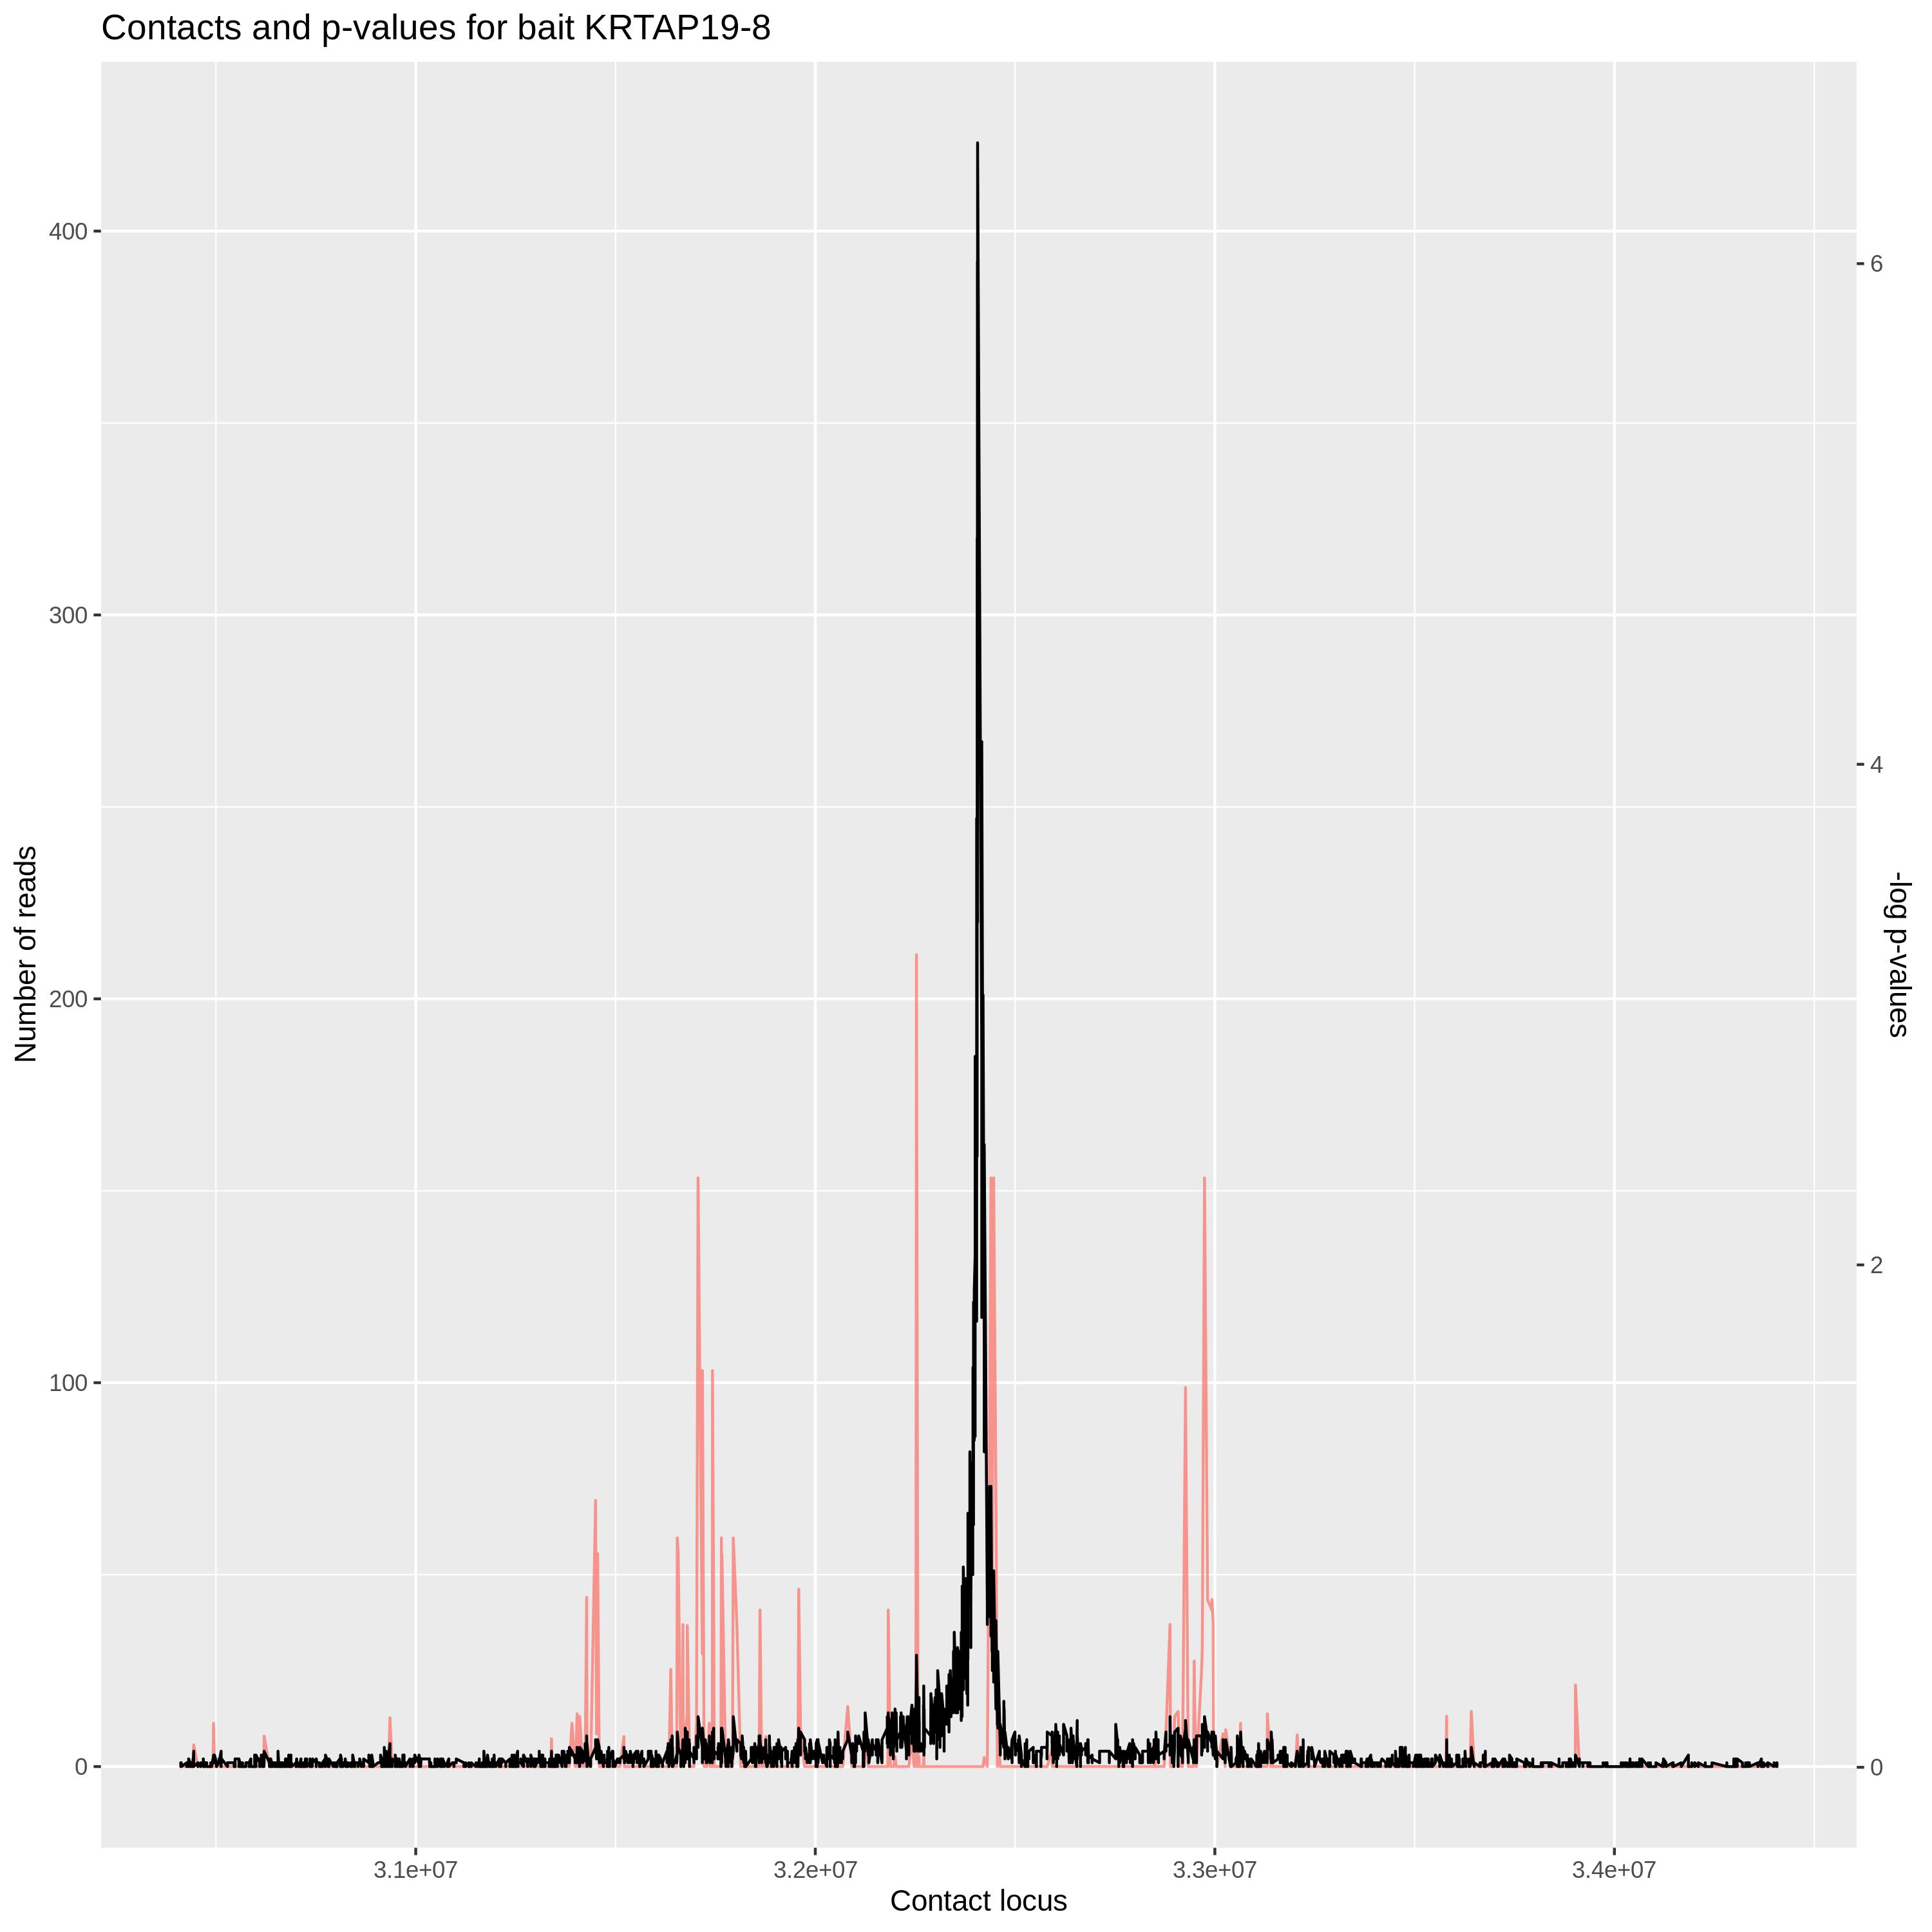 Contacts and p-values for bait KRTAP19-8
400
300
200
100
0
Number of reads
6
4
2
0
-log p-values
3.1e+07
3.2e+07
3.3e+07
3.4e+07
Contact locus